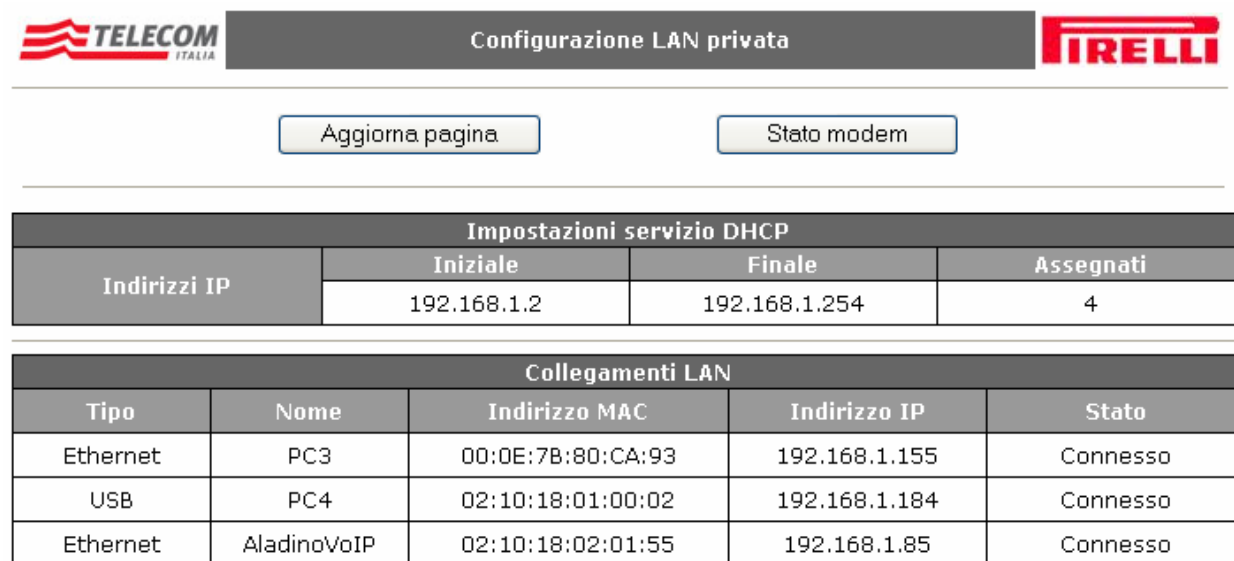 TELECOM ITALIA Configurazione LAN privata PIRELLI
Aggiorna pagina Stato modem
Impostazioni servizio DHCP
Indirizzi IP Iniziale Finale Assegnati
192.168.1.2 192.168.1.254 4
Collegamenti LAN
Tipo Nome Indirizzo MAC Indirizzo IP Stato
Ethernet PC3 00:0E:7B:80:CA:93 192.168.1.155 Connesso
USB PC4 02:10:18:01:00:02 192.168.1.184 Connesso
Ethernet AladinoVoIP 02:10:18:02:01:55 192.168.1.85 Connesso